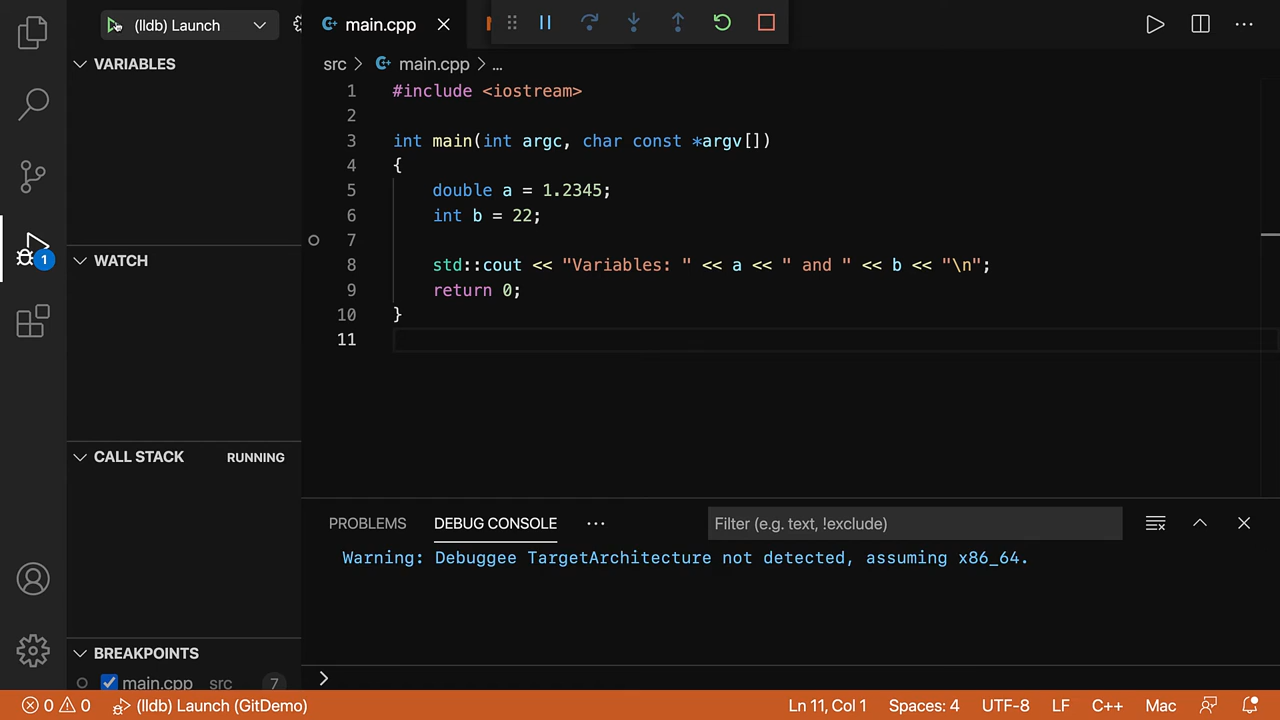 (lldb) Launch
main.cpp
VARIABLES
src
main.cpp
...
1 #include <iostream>
2
3 int main(int argc, char const *argv[])
4 {
5 double a = 1.2345;
6 int b = 22;
7
8 std::cout << "Variables: " << a << " and " << b << "\n";
9 return 0;
10 }
11
1
WATCH
CALL STACK RUNNING
PROBLEMS DEBUG CONSOLE ... Filter (e.g. text, !exclude)
Warning: Debuggee TargetArchitecture not detected, assuming x86_64.
BREAKPOINTS
main.cpp src 7
0 0 (lldb) Launch (GitDemo) Ln 11, Col 1 Spaces: 4 UTF-8 LF C++ Mac